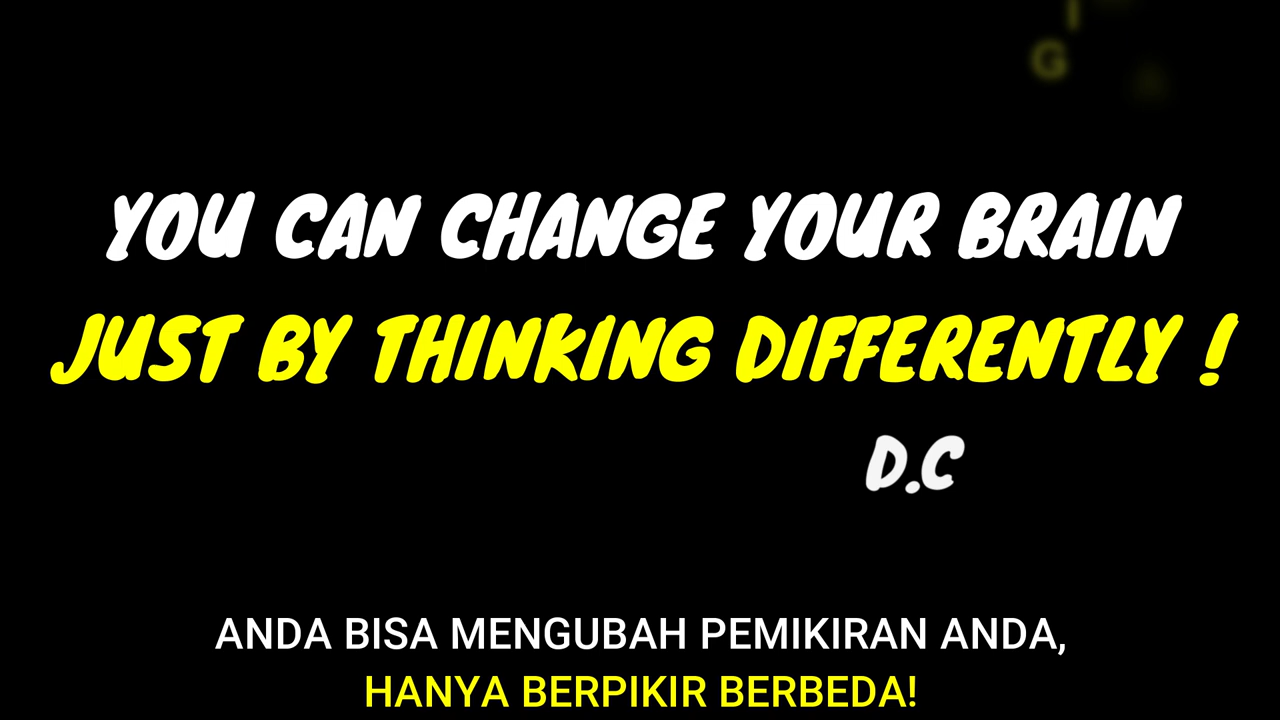 YOU CAN CHANGE YOUR BRAIN
JUST BY THINKING DIFFERENTLY !
D.C
ANDA BISA MENGUBAH PEMIKIRAN ANDA,
HANYA BERPIKIR BERBEDA!